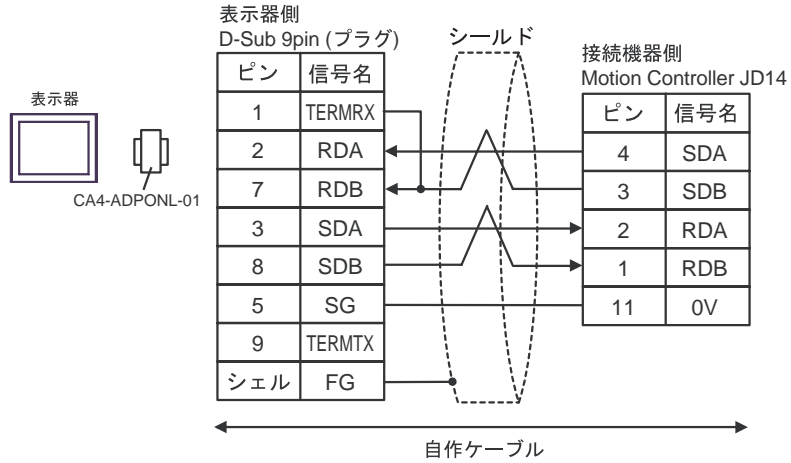 表示器側
D-Sub 9pin (プラグ)
シールド
接続機器側
Motion Controller JD14
表示器
CA4-ADPONL-01
ピン 信号名
1 TERMRX
2 RDA
7 RDB
3 SDA
8 SDB
5 SG
9 TERMTX
シェル FG
ピン 信号名
4 SDA
3 SDB
2 RDA
1 RDB
11 0V
自作ケーブル